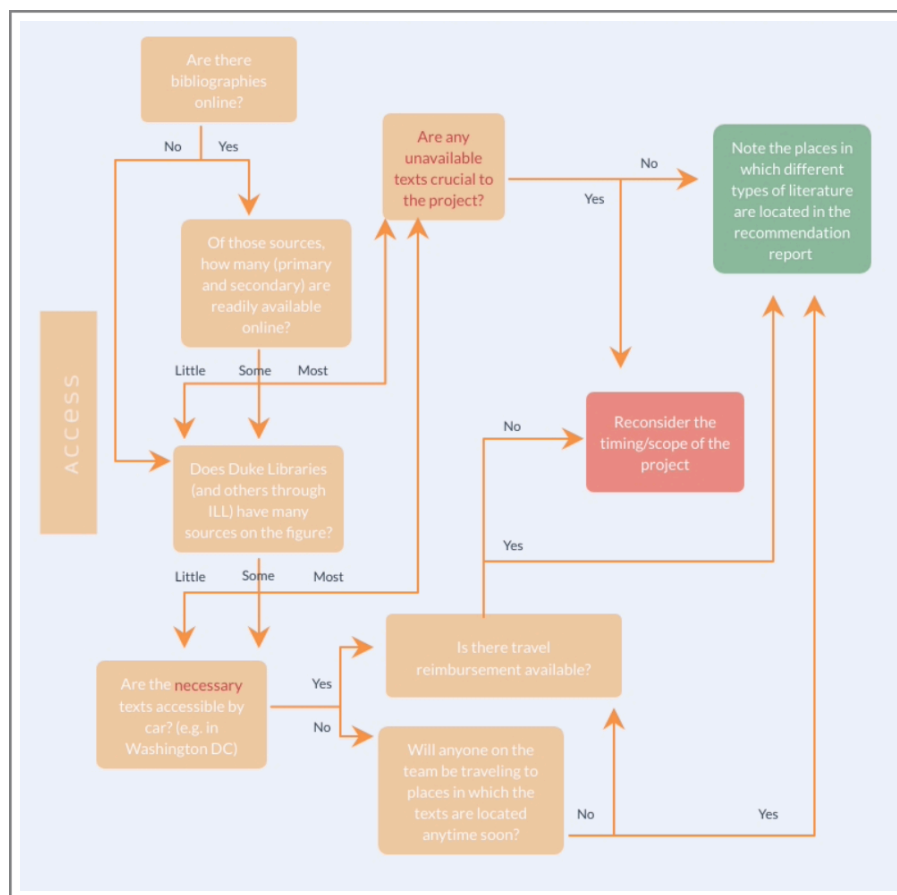 Are there
bibliographies
online?
No
Yes
Are any
unavailable
texts crucial to
the project?
No
Yes
Note the places in
which different
types of literature
are located in the
recommendation
report
Of those sources,
how many (primary
and secondary) are
readily available
online?
Little
Some
Most
ACCESS
Reconsider the
timing/scope of the
project
No
Yes
Does Duke Libraries
(and others through
ILL) have many
sources on the figure?
Little
Some
Most
Is there travel
reimbursement available?
Are the necessary
texts accessible by
car? (e.g. in
Washington DC)
Yes
No
Will anyone on the
team be traveling to
places in which the
texts are located
anytime soon?
No
Yes